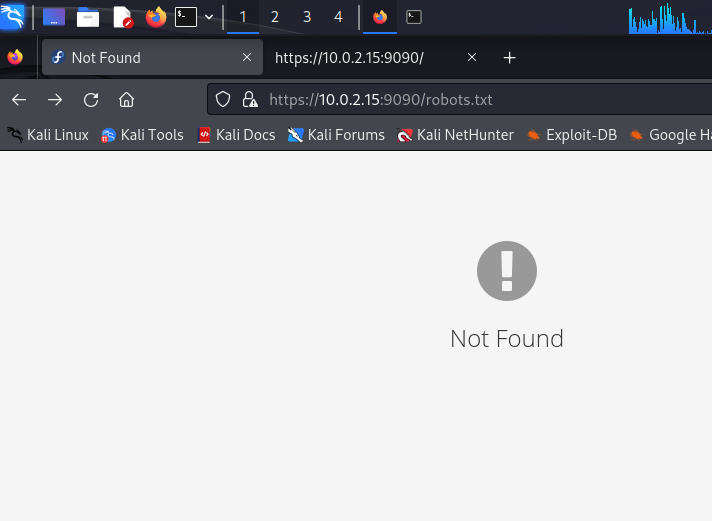 1 2 3 4
Not Found https://10.0.2.15:9090/
https://10.0.2.15:9090/robots.txt
Kali Linux Kali Tools Kali Docs Kali Forums Kali NetHunter Exploit-DB Google Ha
Not Found